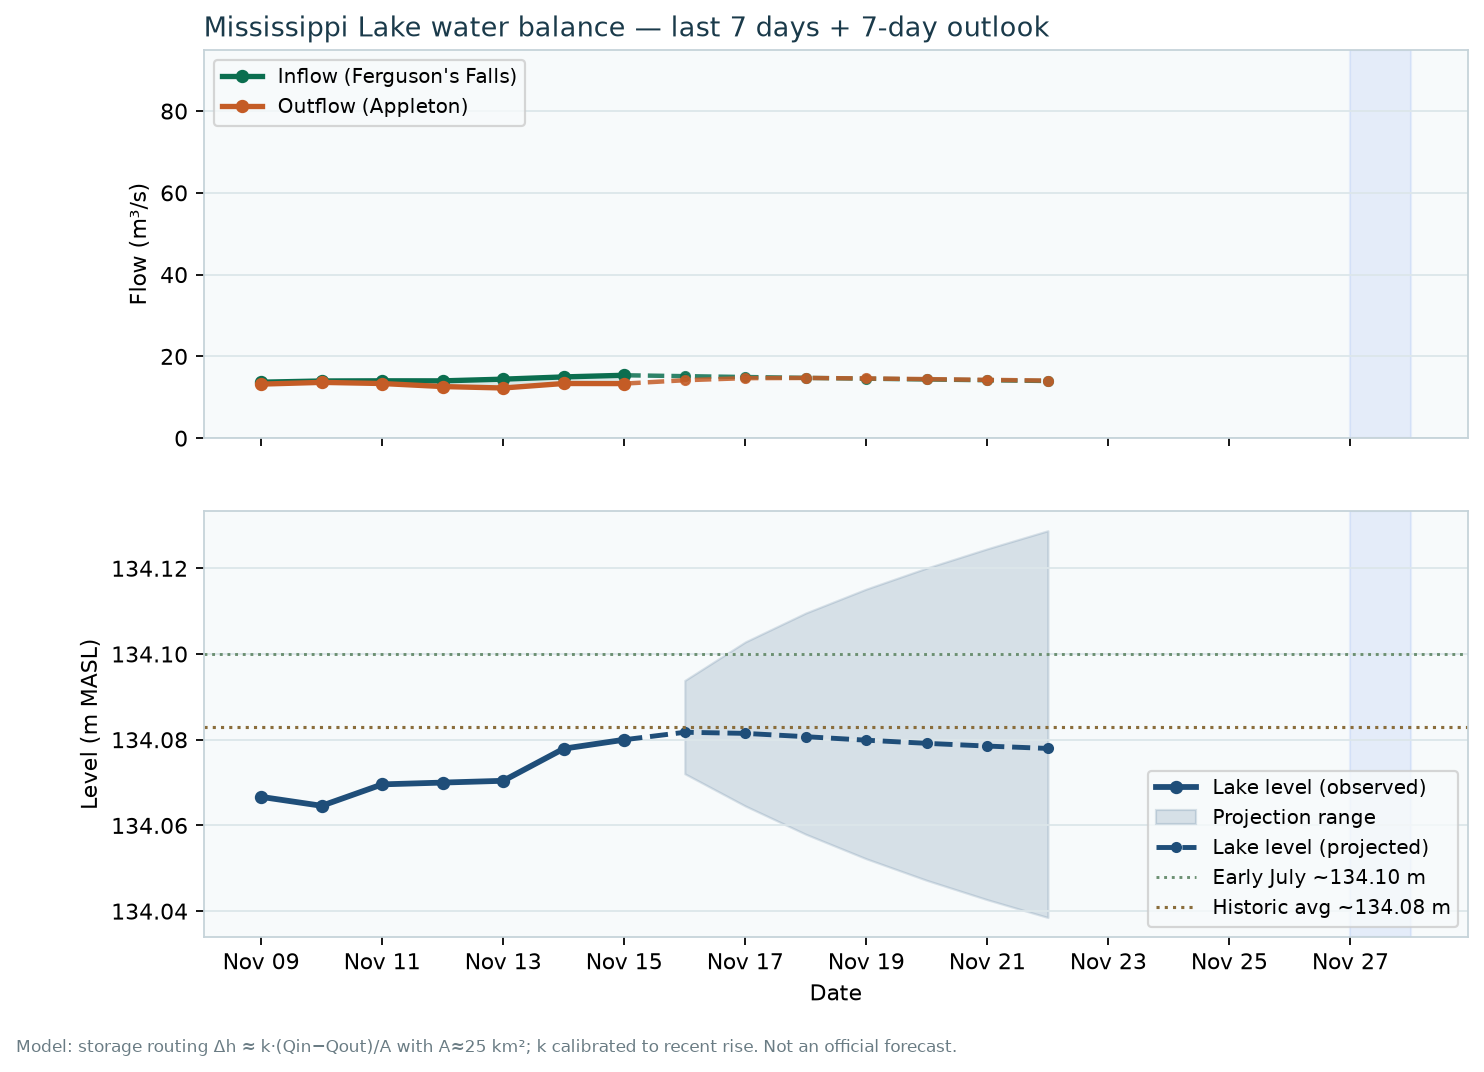 Mississippi Lake water balance — last 7 days + 7-day outlook
Inflow (Ferguson's Falls)
Outflow (Appleton)
Flow (m³/s)
80
60
40
20
0
Level (m MASL)
134.12
134.10
134.08
134.06
134.04
Lake level (observed)
Projection range
Lake level (projected)
Early July ~134.10 m
Historic avg ~134.08 m
Nov 09 Nov 11 Nov 13 Nov 15 Nov 17 Nov 19 Nov 21 Nov 23 Nov 25 Nov 27
Date
Model: storage routing Δh ≈ k·(Qin−Qout)/A with A≈25 km²; k calibrated to recent rise. Not an official forecast.